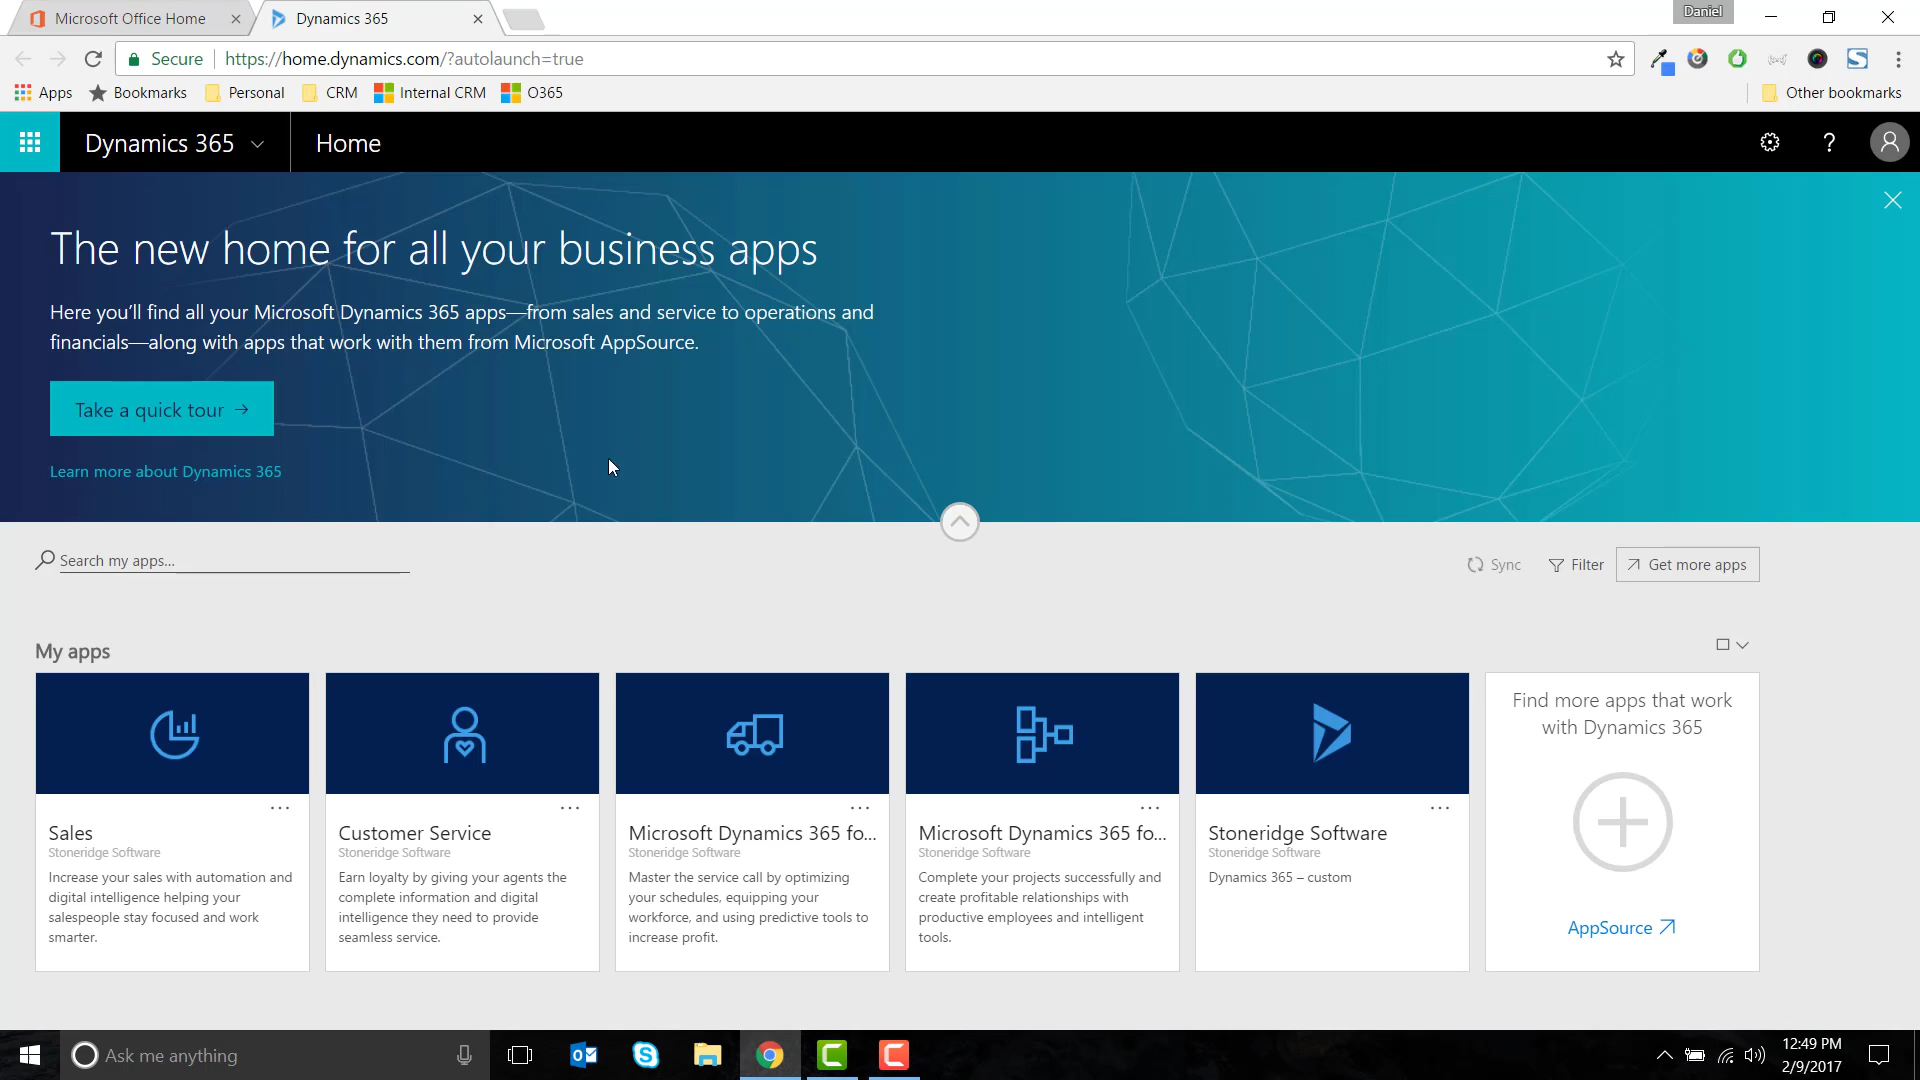 Microsoft Office Home
Dynamics 365
Daniel
Secure
https://home.dynamics.com/?autolaunch=true
Apps
Bookmarks
Personal
CRM
Internal CRM
O365
Other bookmarks
Dynamics 365
Home
?
The new home for all your business apps
Here you'll find all your Microsoft Dynamics 365 apps—from sales and service to operations and
financials—along with apps that work with them from Microsoft AppSource.
Take a quick tour →
Learn more about Dynamics 365
Search my apps...
Sync
Filter
Get more apps
My apps
Sales
Stoneridge Software
Increase your sales with automation and
digital intelligence helping your
salespeople stay focused and work
smarter.
Customer Service
Stoneridge Software
Earn loyalty by giving your agents the
complete information and digital
intelligence they need to provide
seamless service.
Microsoft Dynamics 365 fo...
Stoneridge Software
Master the service call by optimizing
your schedules, equipping your
workforce, and using predictive tools to
increase profit.
Microsoft Dynamics 365 fo...
Stoneridge Software
Complete your projects successfully and
create profitable relationships with
productive employees and intelligent
tools.
Stoneridge Software
Stoneridge Software
Dynamics 365 – custom
Find more apps that work
with Dynamics 365
AppSource
Ask me anything
12:49 PM
2/9/2017